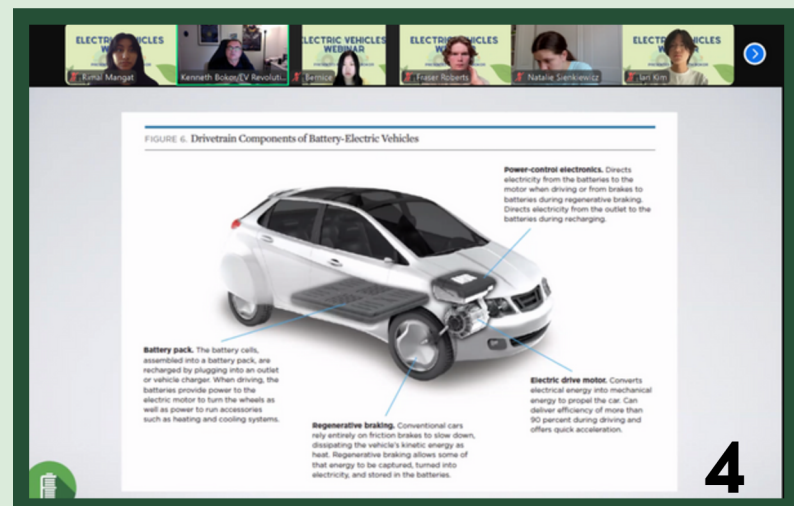 ELECTRIC VEHICLES
WEBINAR
Rimal Mangat
Kenneth Bokor/EV Revoluti...
Bernice
Fraser Roberts
Natalie Sienkiewicz
Iari Kim
FIGURE 6. Drivetrain Components of Battery-Electric Vehicles
Power-control electronics. Directs
electricity from the batteries to the
motor when driving or from brakes to
batteries during regenerative braking.
Directs electricity from the outlet to the
batteries during recharging.
Battery pack. The battery cells,
assembled into a battery pack, are
recharged by plugging into an outlet
or vehicle charger. When driving, the
batteries provide power to the
electric motor to turn the wheels as
well as power to run accessories
such as heating and cooling systems.
Regenerative braking. Conventional cars
rely entirely on friction brakes to slow down,
dissipating the vehicle's kinetic energy as
heat. Regenerative braking allows some of
that energy to be captured, turned into
electricity, and stored in the batteries.
Electric drive motor. Converts
electrical energy into mechanical
energy to propel the car. Can
deliver efficiency of more than
90 percent during driving and
offers quick acceleration.
4